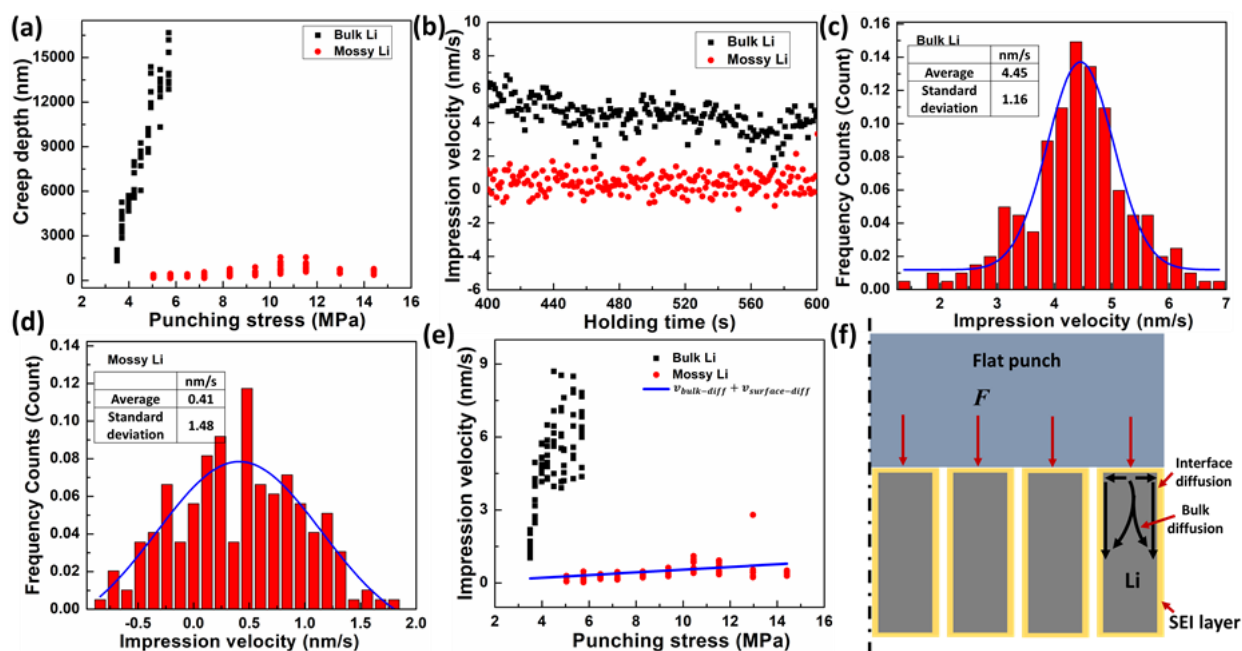 (a)
Bulk Li
Mossy Li
Creep depth (nm)
15000
12000
9000
6000
3000
0
2 4 6 8 10 12 14 16
Punching stress (MPa)
(b)
Bulk Li
Mossy Li
Impression velocity (nm/s)
10
8
6
4
2
0
-2
-4
-6
400 440 480 520 560 600
Holding time (s)
(c)
Bulk Li
nm/s
Average 4.45
Standard deviation 1.16
Frequency Counts (Count)
0.16
0.14
0.12
0.10
0.08
0.06
0.04
0.02
0.00
2 3 4 5 6 7
Impression velocity (nm/s)
(d)
Mossy Li
nm/s
Average 0.41
Standard deviation 1.48
Frequency Counts (Count)
0.14
0.12
0.10
0.08
0.06
0.04
0.02
0.00
-0.5 0.0 0.5 1.0 1.5 2.0
Impression velocity (nm/s)
(e)
Bulk Li
Mossy Li
v_bulk-diff + v_surface-diff
Impression velocity (nm/s)
9
6
3
0
2 4 6 8 10 12 14 16
Punching stress (MPa)
(f)
Flat punch
F
Interface
diffusion
Bulk
diffusion
Li
SEI layer